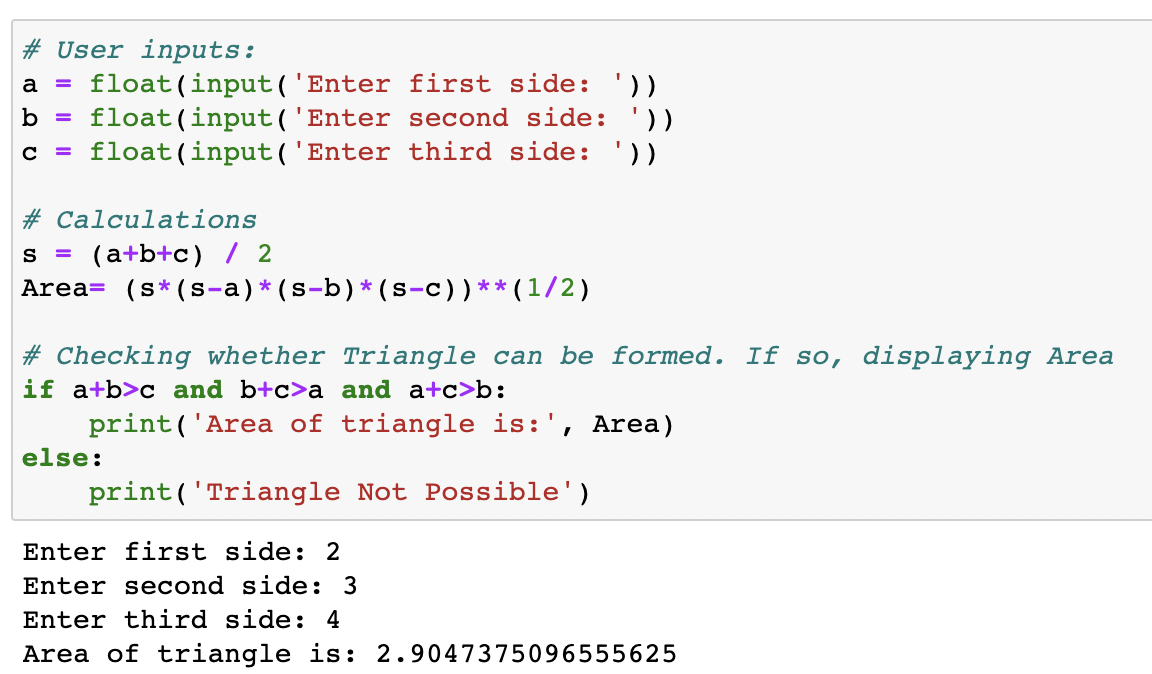 # User inputs:
a = float(input('Enter first side: '))
b = float(input('Enter second side: '))
c = float(input('Enter third side: '))
# Calculations
s = (a+b+c) / 2
Area= (s*(s-a)*(s-b)*(s-c))**(1/2)
# Checking whether Triangle can be formed. If so, displaying Area
if a+b>c and b+c>a and a+c>b:
    print('Area of triangle is:', Area)
else:
    print('Triangle Not Possible')
Enter first side: 2
Enter second side: 3
Enter third side: 4
Area of triangle is: 2.9047375096555625